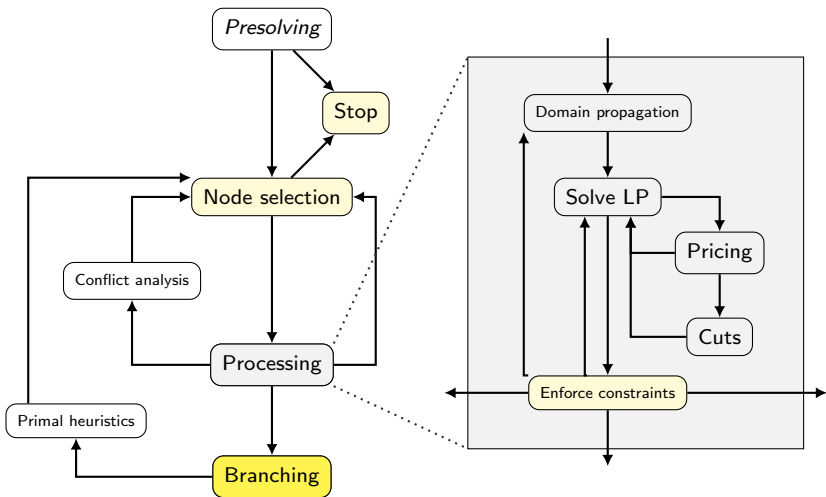 Presolving
Stop
Domain propagation
Node selection
Solve LP
Pricing
Conflict analysis
Cuts
Processing
Enforce constraints
Primal heuristics
Branching